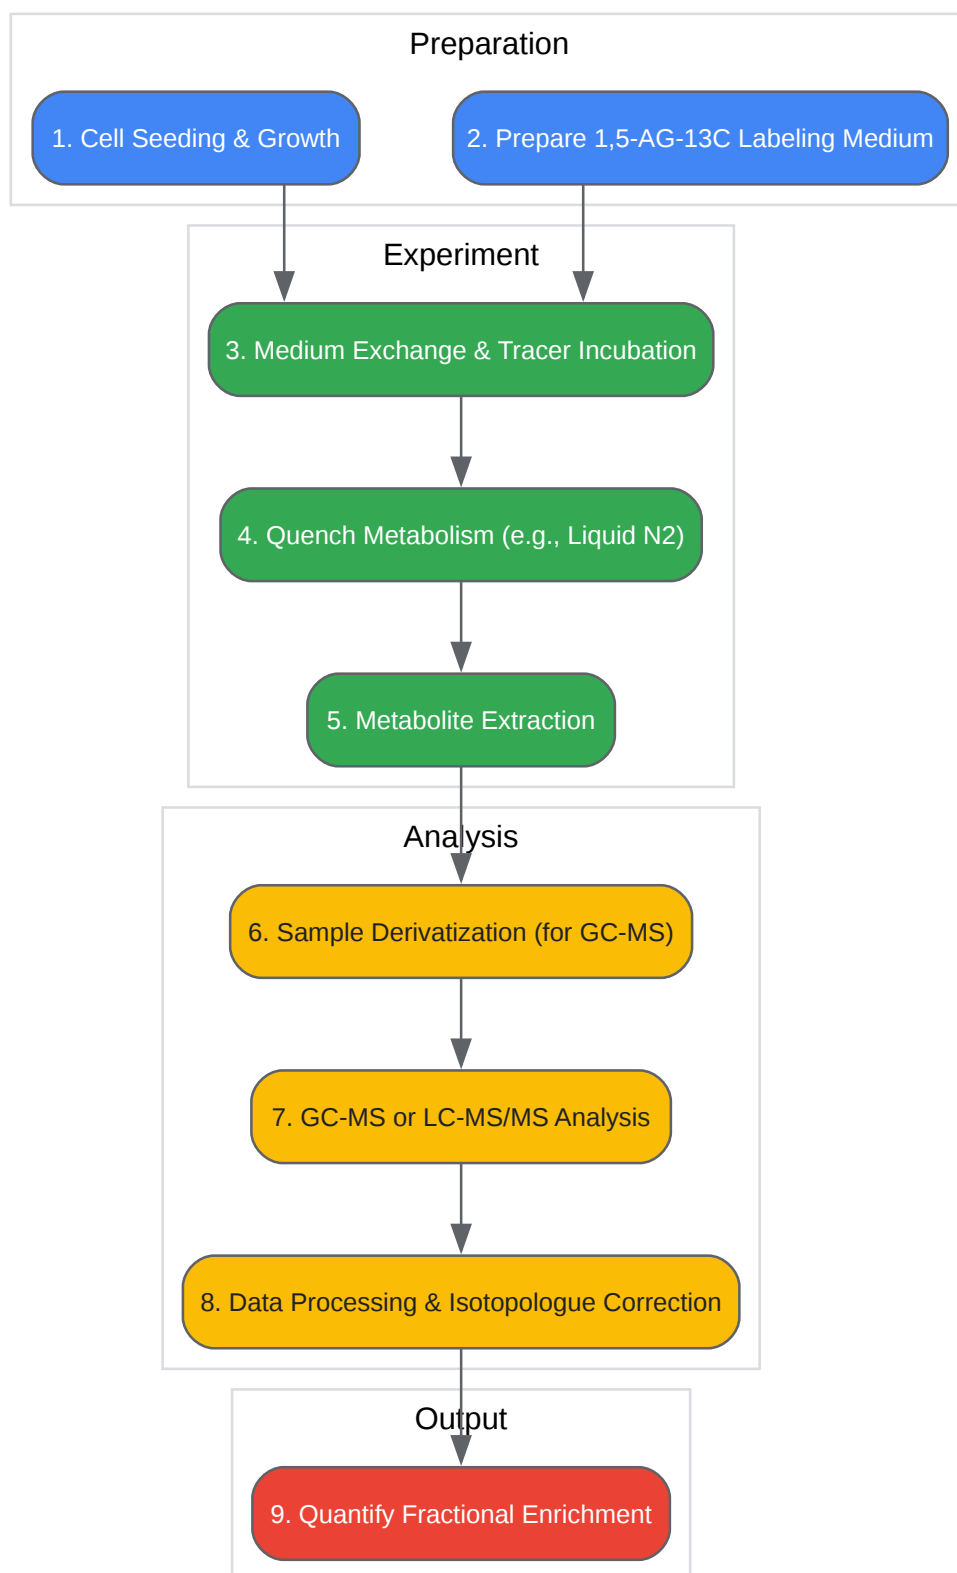 Preparation
1. Cell Seeding & Growth
2. Prepare 1,5-AG-13C Labeling Medium
Experiment
3. Medium Exchange & Tracer Incubation
4. Quench Metabolism (e.g., Liquid N2)
5. Metabolite Extraction
Analysis
6. Sample Derivatization (for GC-MS)
7. GC-MS or LC-MS/MS Analysis
8. Data Processing & Isotopologue Correction
Output
9. Quantify Fractional Enrichment